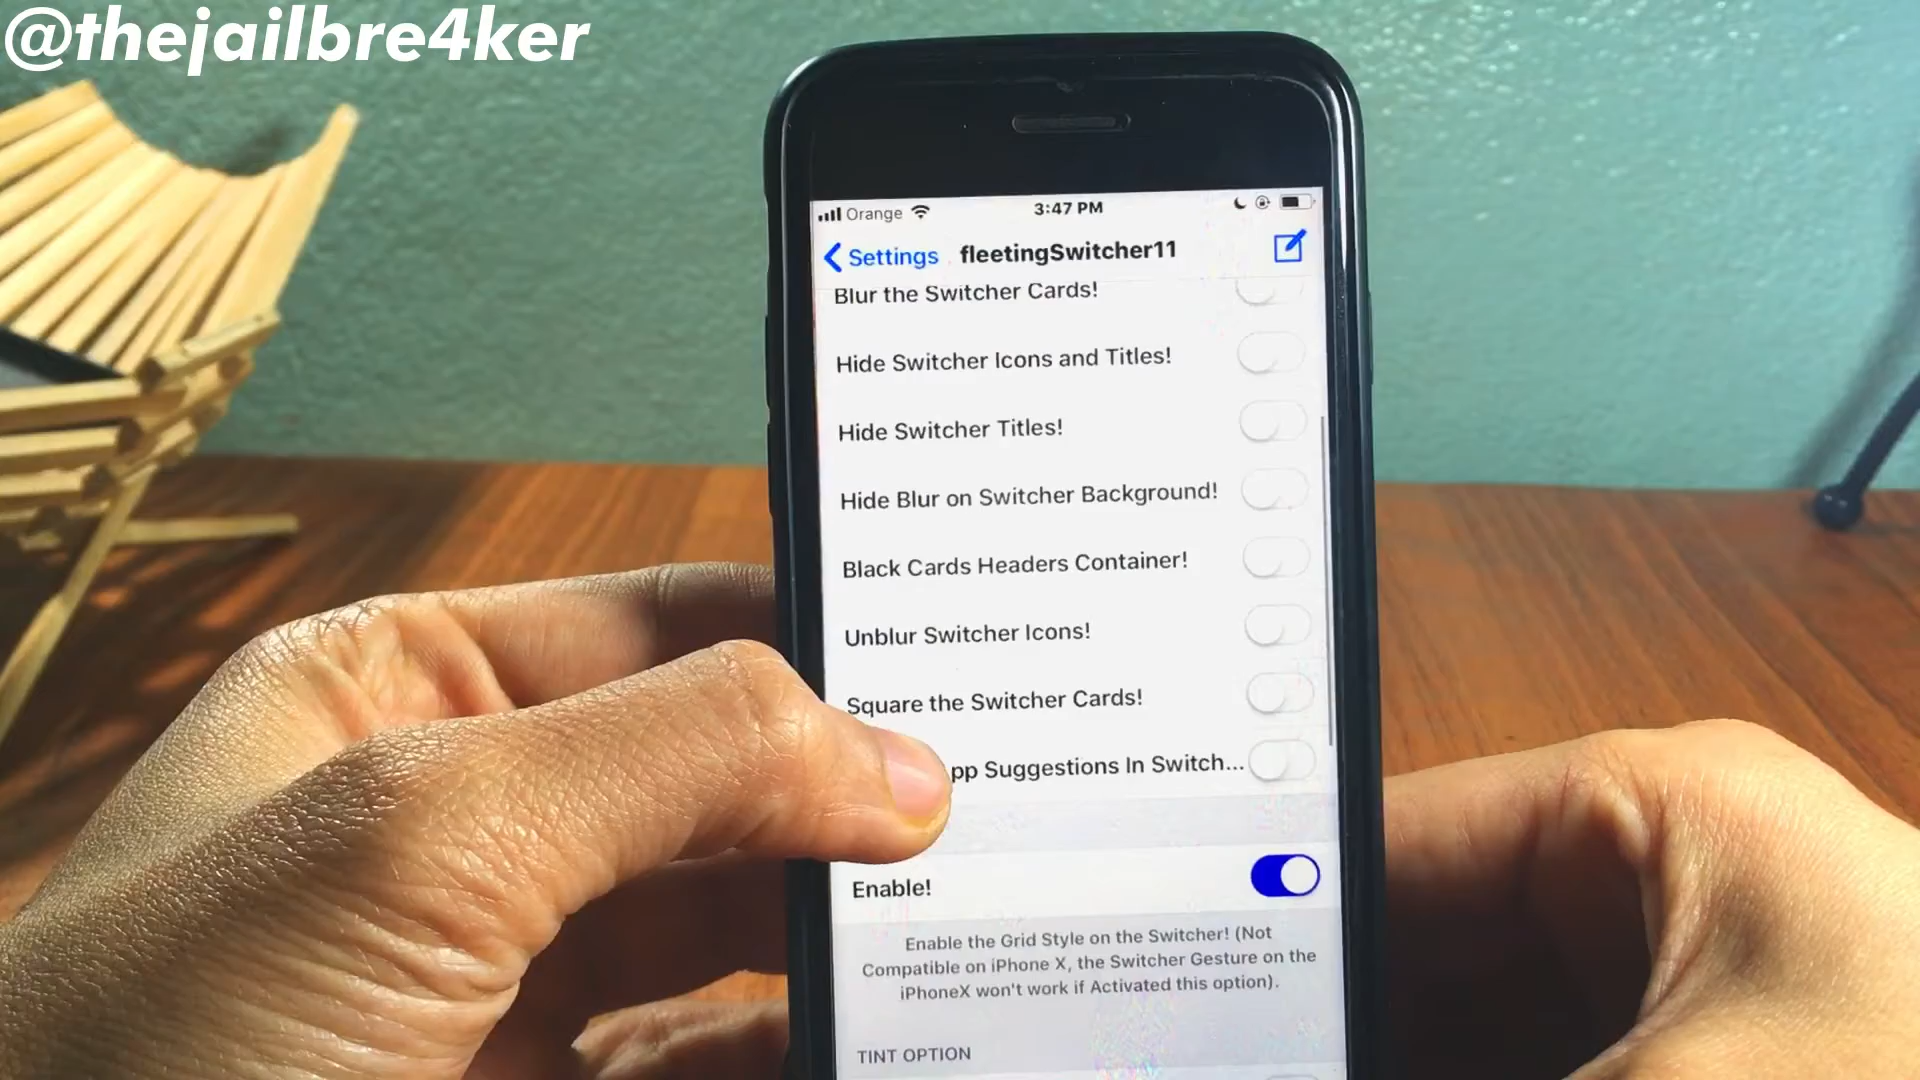 @thejailbre4ker
Orange
3:47 PM
Settings
fleetingSwitcher11
Blur the Switcher Cards!
Hide Switcher Icons and Titles!
Hide Switcher Titles!
Hide Blur on Switcher Background!
Black Cards Headers Container!
Unblur Switcher Icons!
Square the Switcher Cards!
pp Suggestions In Switch...
Enable!
Enable the Grid Style on the Switcher! (Not
Compatible on iPhone X, the Switcher Gesture on the
iPhoneX won't work if Activated this option).
TINT OPTION